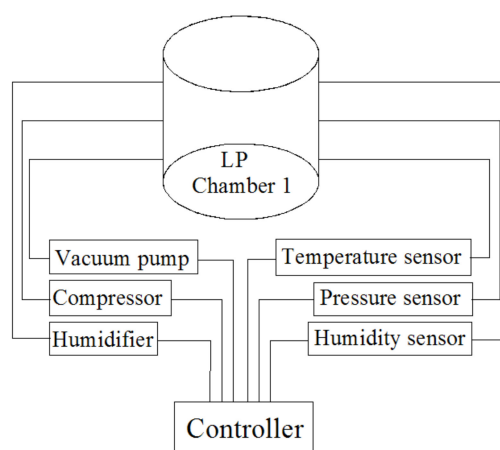 LP
Chamber 1
Vacuum pump
Temperature sensor
Compressor
Pressure sensor
Humidifier
Humidity sensor
Controller